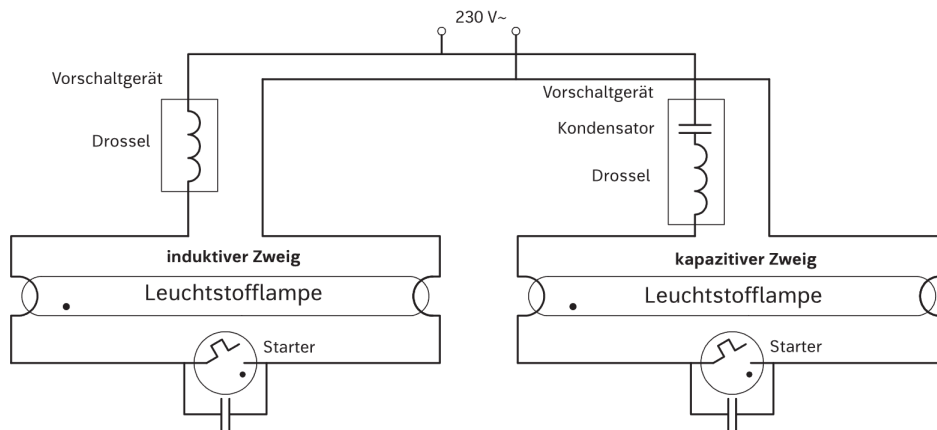 230 V~
Vorschaltgerät
Drossel
Vorschaltgerät
Kondensator
Drossel
induktiver Zweig
Leuchtstofflampe
Starter
kapazitiver Zweig
Leuchtstofflampe
Starter